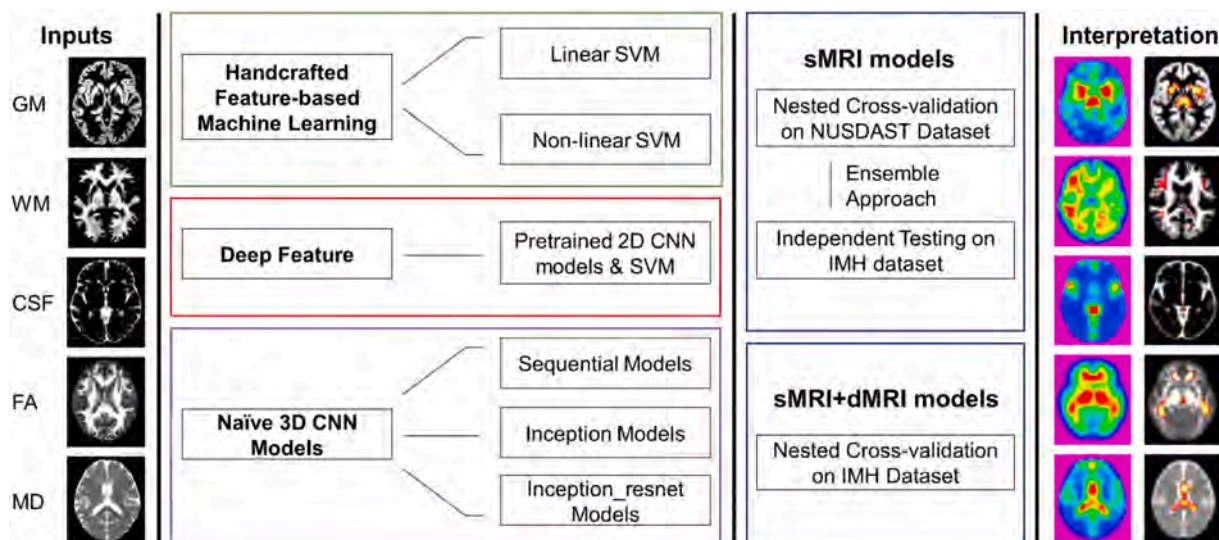 Inputs
GM
WM
CSF
FA
MD
Handcrafted
Feature-based
Machine Learning
Linear SVM
Non-linear SVM
Deep Feature
Pretrained 2D CNN
models & SVM
Naïve 3D CNN
Models
Sequential Models
Inception Models
Inception_resnet
Models
sMRI models
Nested Cross-validation
on NUSDAST Dataset
Ensemble
Approach
Independent Testing on
IMH dataset
sMRI+dMRI models
Nested Cross-validation
on IMH Dataset
Interpretation